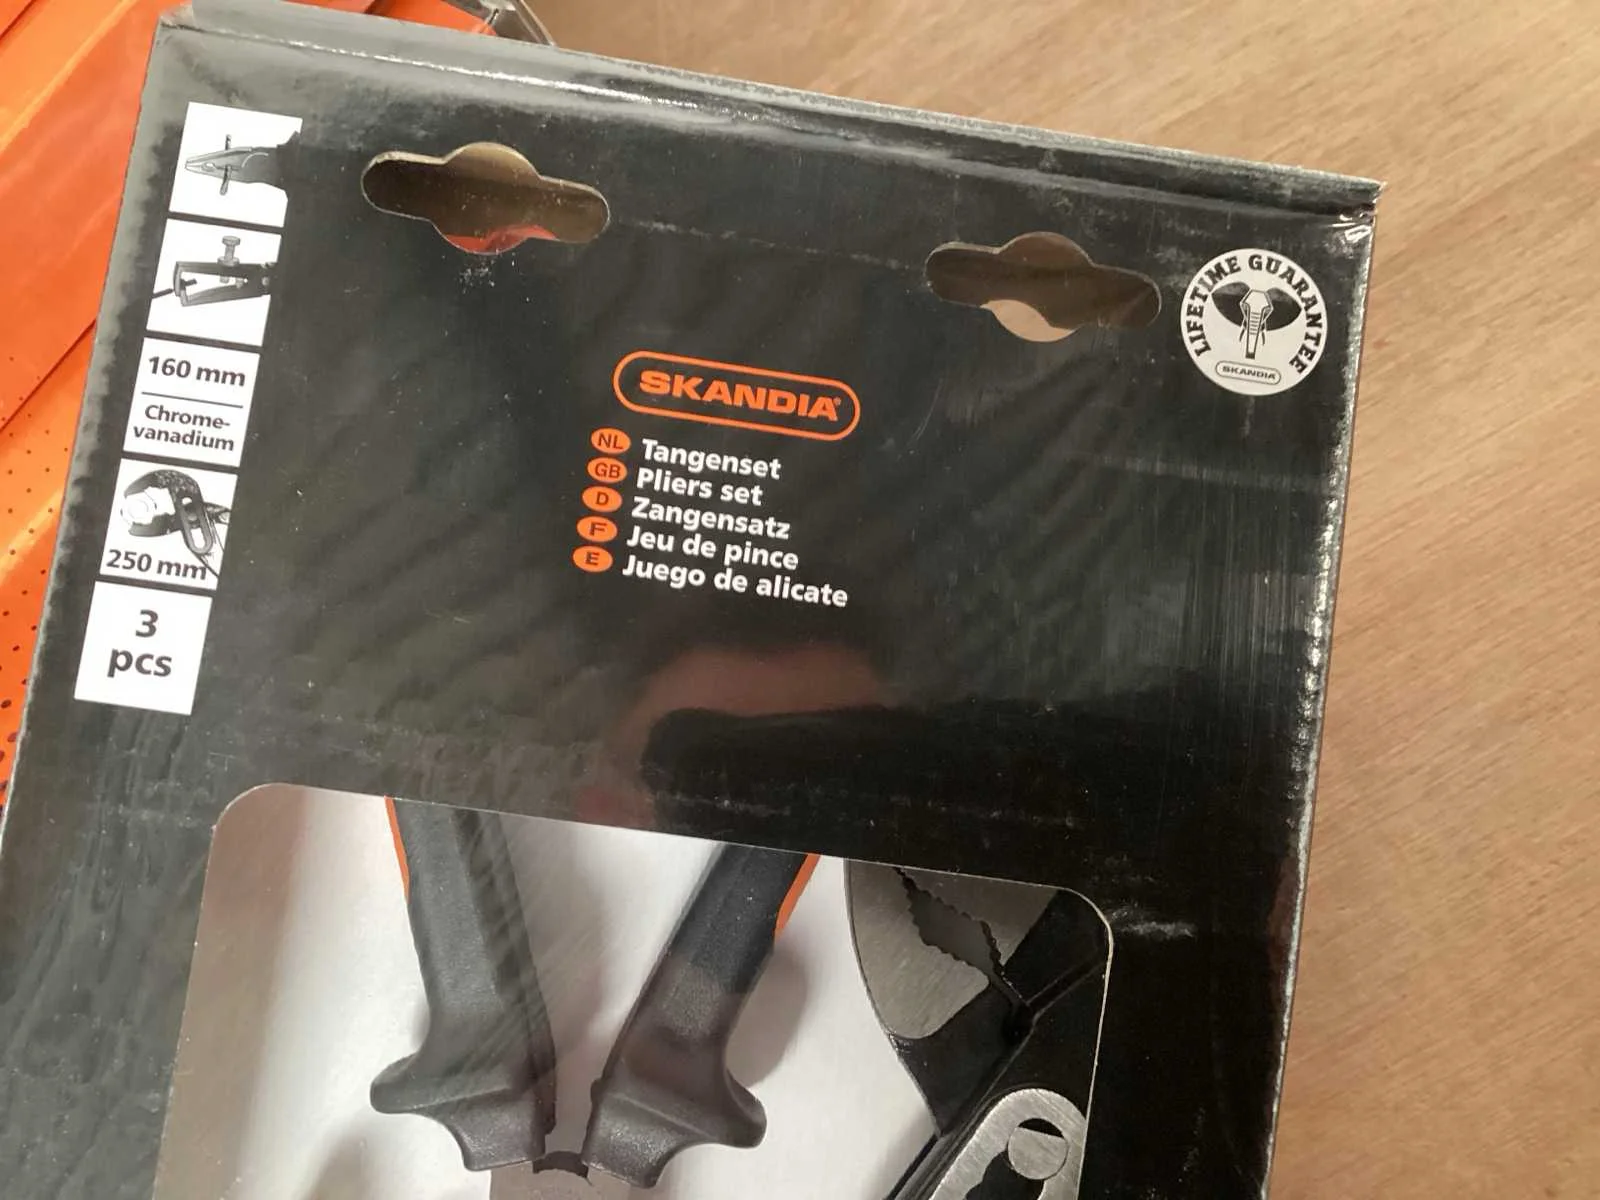 160 mm
Chrome-
vanadium
250 mm
3
pcs
SKANDIA®
NL Tangenset
GB Pliers set
D Zangensatz
F Jeu de pince
E Juego de alicate
LIFETIME GUARANTEE
SKANDIA